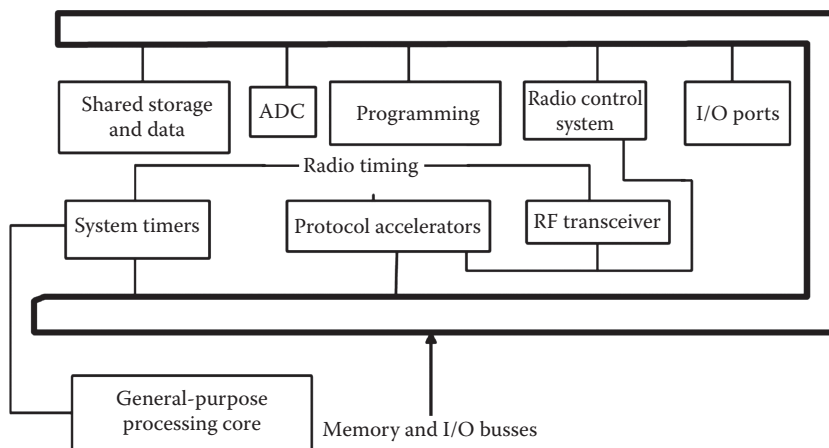 Shared storage
and data
ADC
Programming
Radio control
system
I/O ports
Radio timing
System timers
Protocol accelerators
RF transceiver
General-purpose
processing core
Memory and I/O busses